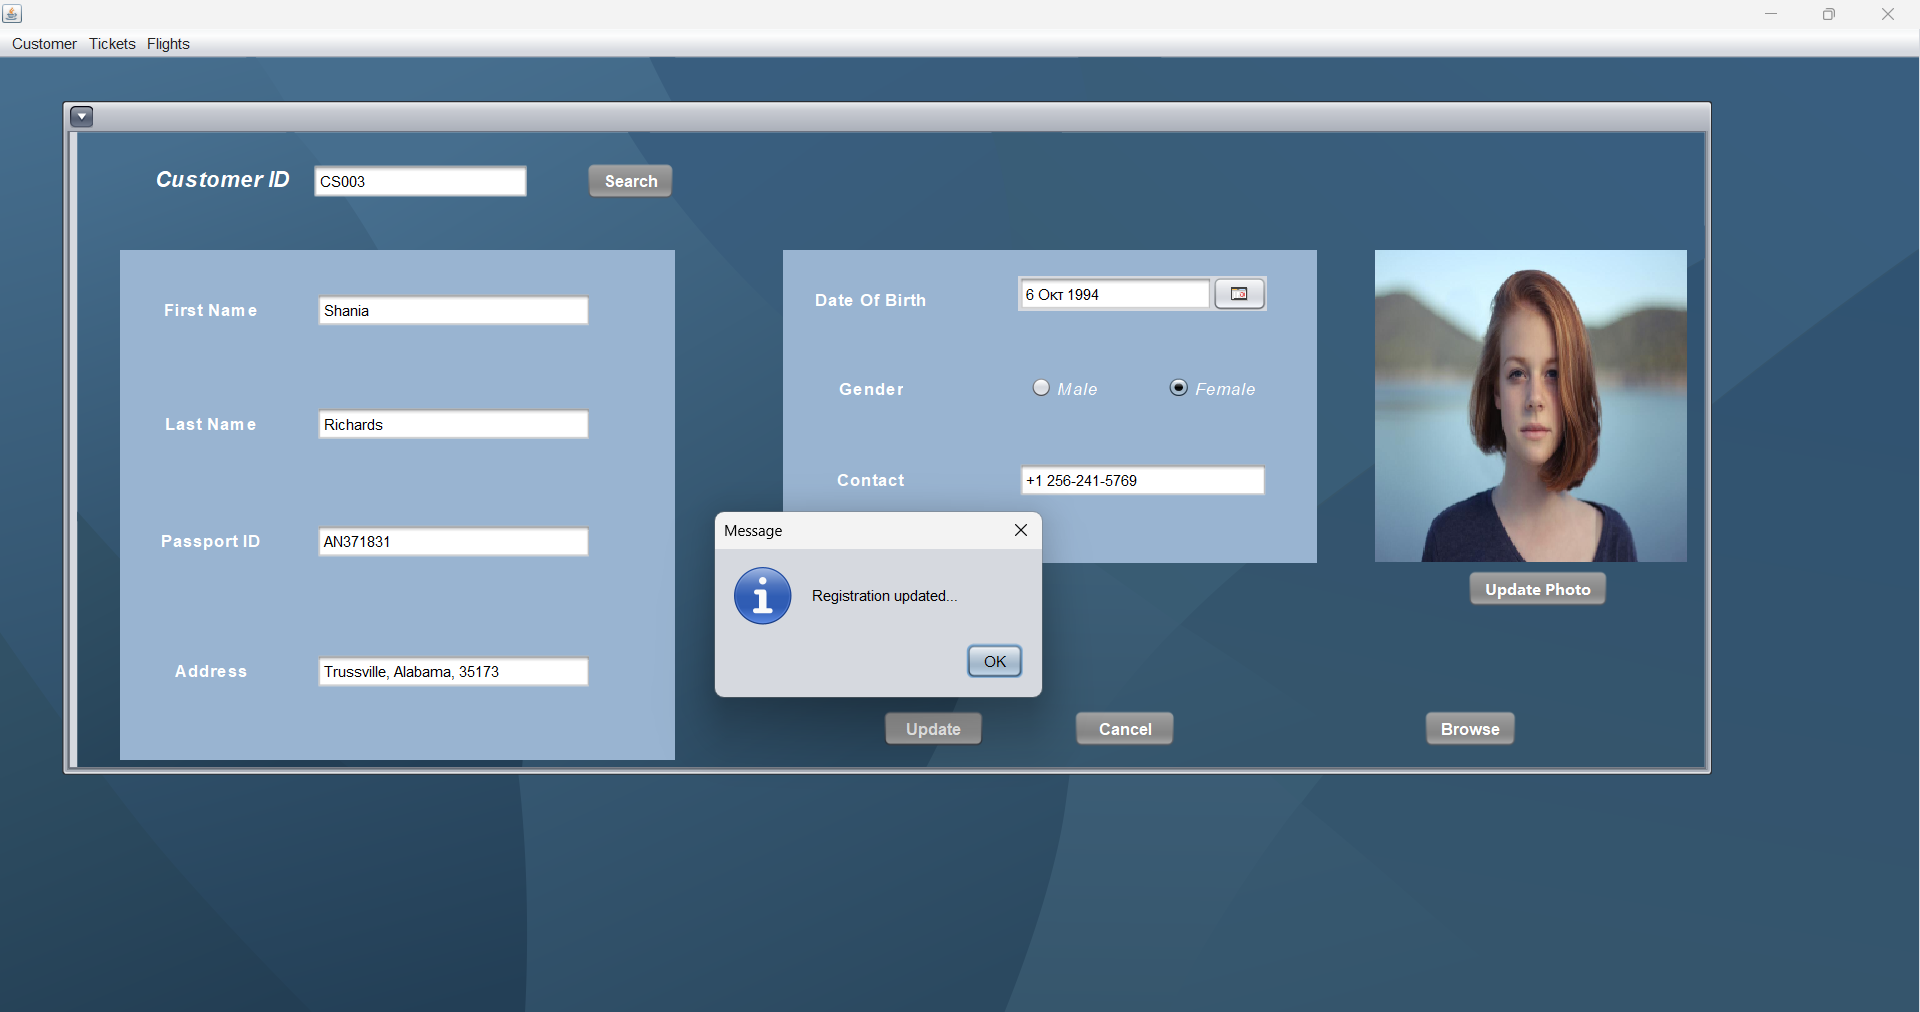 Customer Tickets Flights
Customer ID CS003 Search
First Name Shania
Last Name Richards
Passport ID AN371831
Address Trussville, Alabama, 35173
Date Of Birth 6 Окт 1994
Gender Male Female
Contact +1 256-241-5769
Update Photo
Message
Registration updated...
OK
Update Cancel Browse